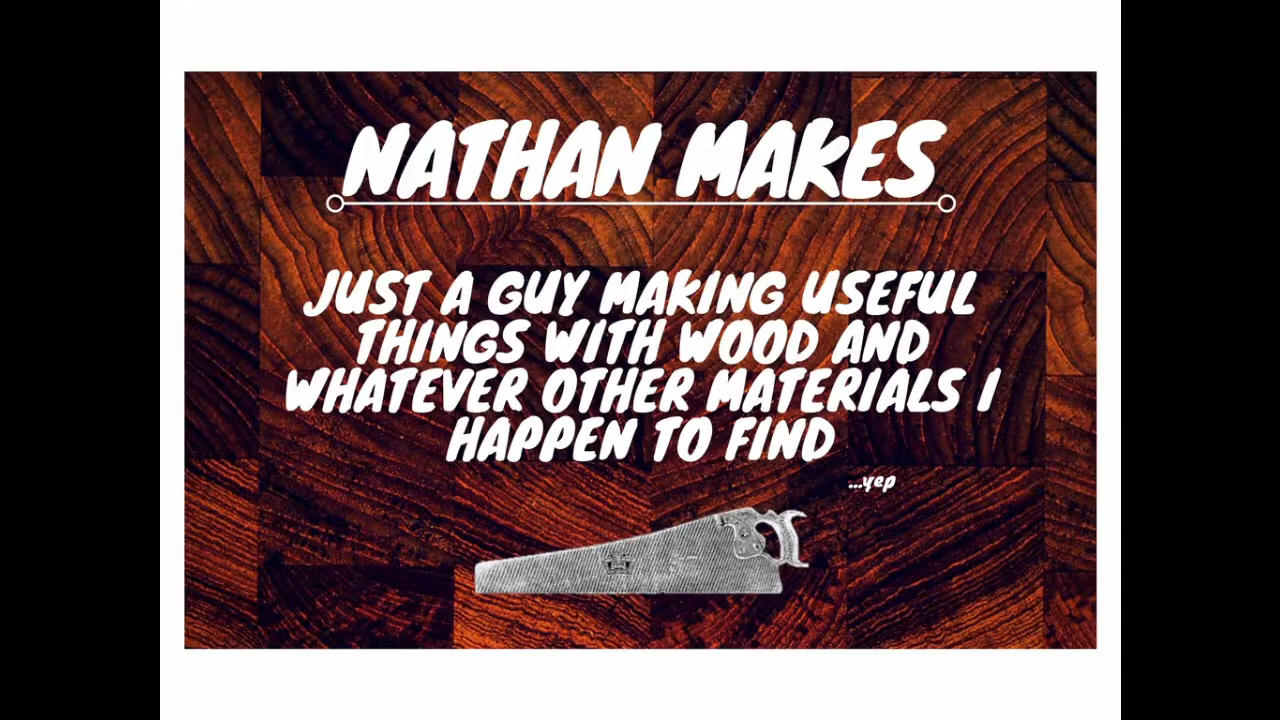 NATHAN MAKES
JUST A GUY MAKING USEFUL
THINGS WITH WOOD AND
WHATEVER OTHER MATERIALS I
HAPPEN TO FIND
...yep